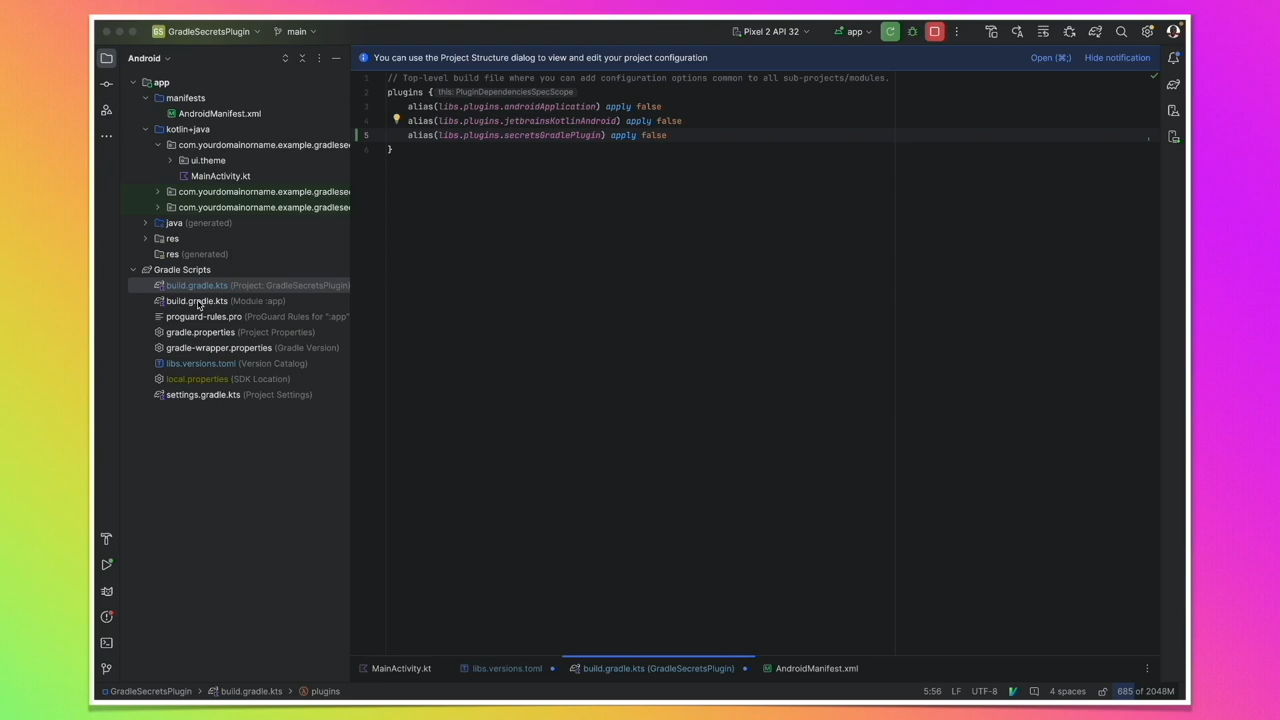 GS GradleSecretsPlugin main Pixel 2 API 32 app
Android
You can use the Project Structure dialog to view and edit your project configuration Open (⌘;) Hide notification
app
manifests
AndroidManifest.xml
kotlin+java
com.yourdomainorname.example.gradlese
ui.theme
MainActivity.kt
com.yourdomainorname.example.gradlese
com.yourdomainorname.example.gradlese
java (generated)
res
res (generated)
Gradle Scripts
build.gradle.kts (Project: GradleSecretsPlugin)
build.gradle.kts (Module :app)
proguard-rules.pro (ProGuard Rules for ":app"
gradle.properties (Project Properties)
gradle-wrapper.properties (Gradle Version)
libs.versions.toml (Version Catalog)
local.properties (SDK Location)
settings.gradle.kts (Project Settings)
1 // Top-level build file where you can add configuration options common to all sub-projects/modules.
2 plugins { this: PluginDependenciesSpecScope
3 alias(libs.plugins.androidApplication) apply false
4 alias(libs.plugins.jetbrainsKotlinAndroid) apply false
5 alias(libs.plugins.secretsGradlePlugin) apply false
6 }
MainActivity.kt libs.versions.toml build.gradle.kts (GradleSecretsPlugin) AndroidManifest.xml
GradleSecretsPlugin build.gradle.kts plugins 5:56 LF UTF-8 4 spaces 685 of 2048M